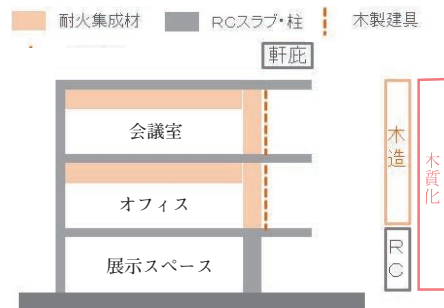 耐火集成材
RCスラブ・柱
木製建具
軒庇
会議室
オフィス
展示スペース
木造
RC
木質化